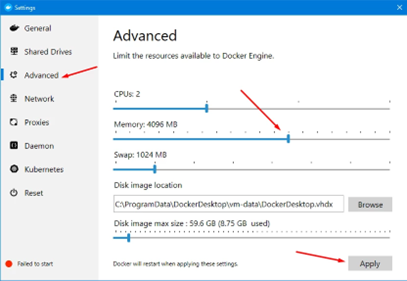 Settings
General
Shared Drives
Advanced
Network
Proxies
Daemon
Kubernetes
Reset
Failed to start
Advanced
Limit the resources available to Docker Engine.
CPUs: 2
Memory: 4096 MB
Swap: 1024 MB
Disk image location
C:\ProgramData\DockerDesktop\vm-data\DockerDesktop.vhdx
Browse
Disk image max size : 59.6 GB (8.75 GB used)
Docker will restart when applying these settings.
Apply